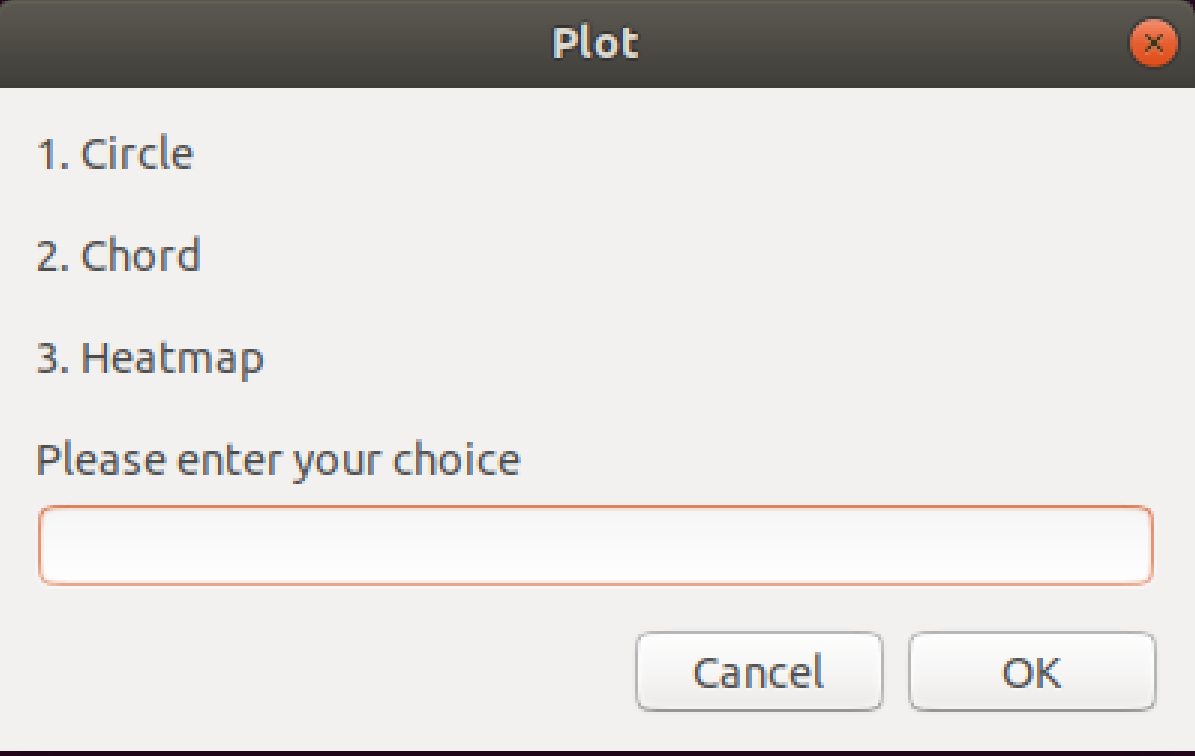 Plot
1. Circle
2. Chord
3. Heatmap
Please enter your choice
Cancel OK